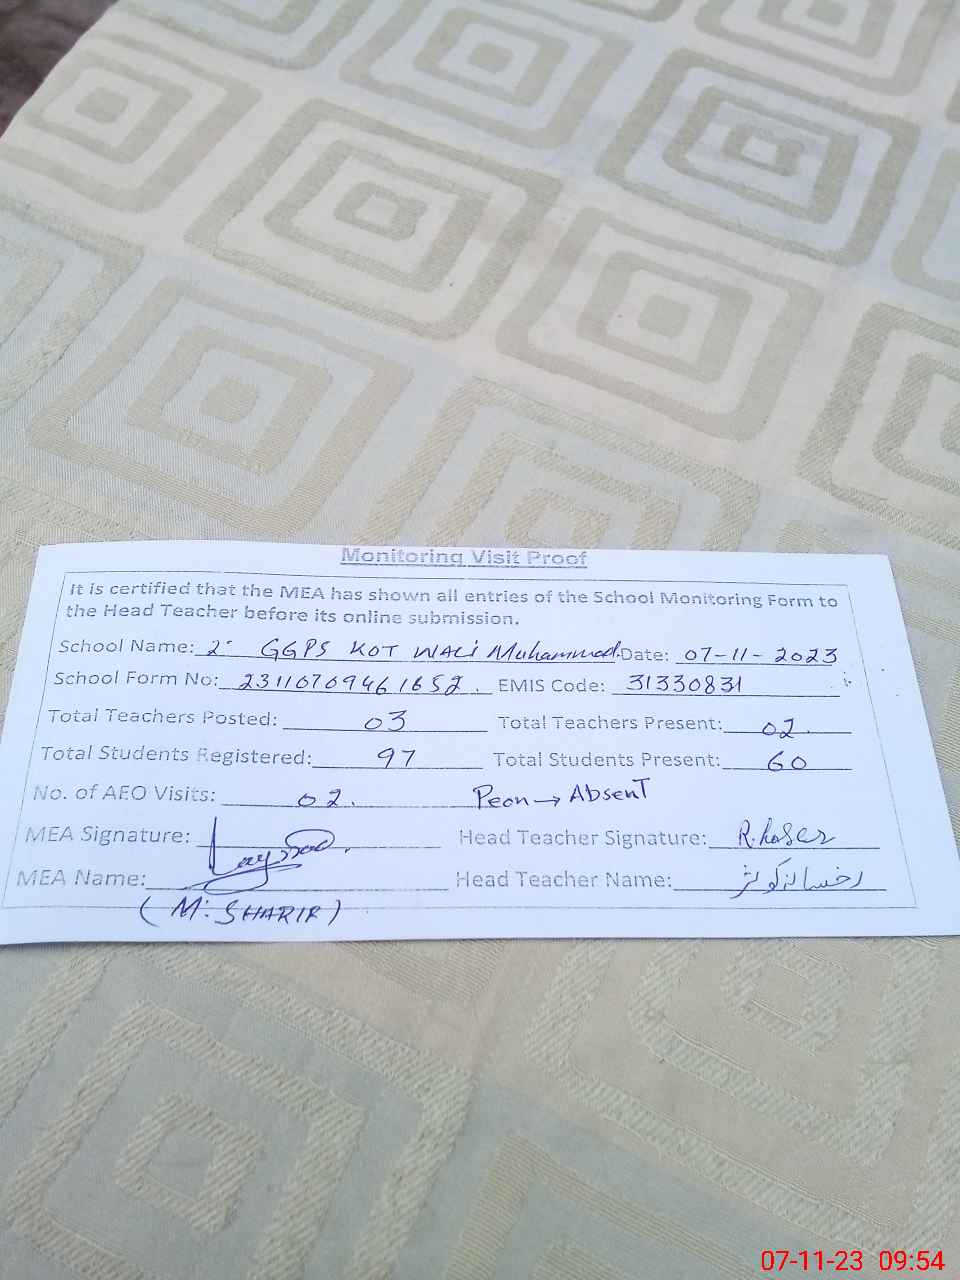 Monitoring Visit Proof
It is certified that the MEA has shown all entries of the School Monitoring Form to
the Head Teacher before its online submission.
School Name: 2. GGPS KOT WALI Muhammad. Date: 07-11-2023
School Form No: 23110709461652. EMIS Code: 31330831
Total Teachers Posted: 03 Total Teachers Present: 02.
Total Students Registered: 97 Total Students Present: 60
No. of AEO Visits: 02. Peon → Absent
MEA Signature: Head Teacher Signature:
MEA Name: Head Teacher Name: رخسانہ کوثر
(M. SHARIF)
07-11-23 09:54